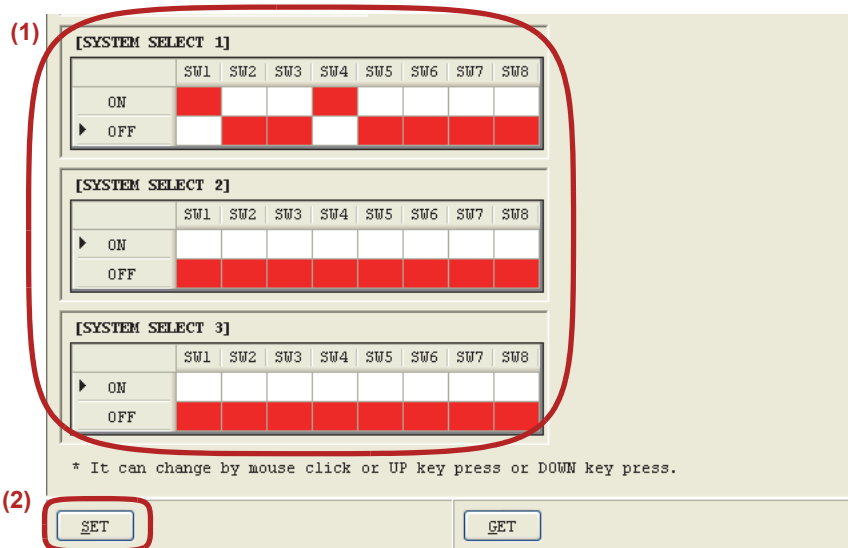 (1)
[SYSTEM SELECT 1]
SW1 SW2 SW3 SW4 SW5 SW6 SW7 SW8
ON
OFF
[SYSTEM SELECT 2]
SW1 SW2 SW3 SW4 SW5 SW6 SW7 SW8
ON
OFF
[SYSTEM SELECT 3]
SW1 SW2 SW3 SW4 SW5 SW6 SW7 SW8
ON
OFF
* It can change by mouse click or UP key press or DOWN key press.
(2)
SET GET